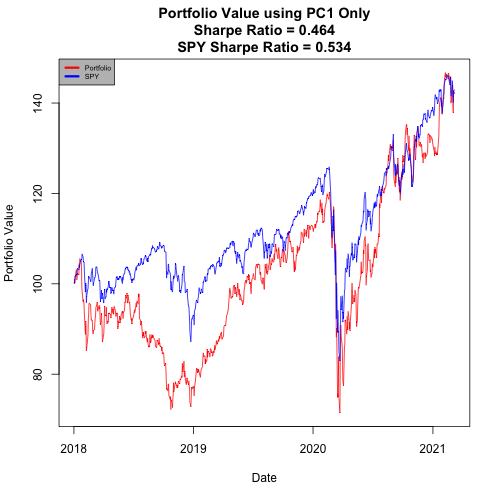 Portfolio Value using PC1 Only
Sharpe Ratio = 0.464
SPY Sharpe Ratio = 0.534
Portfolio
SPY
Portfolio Value
140
120
100
80
2018
2019
2020
2021
Date